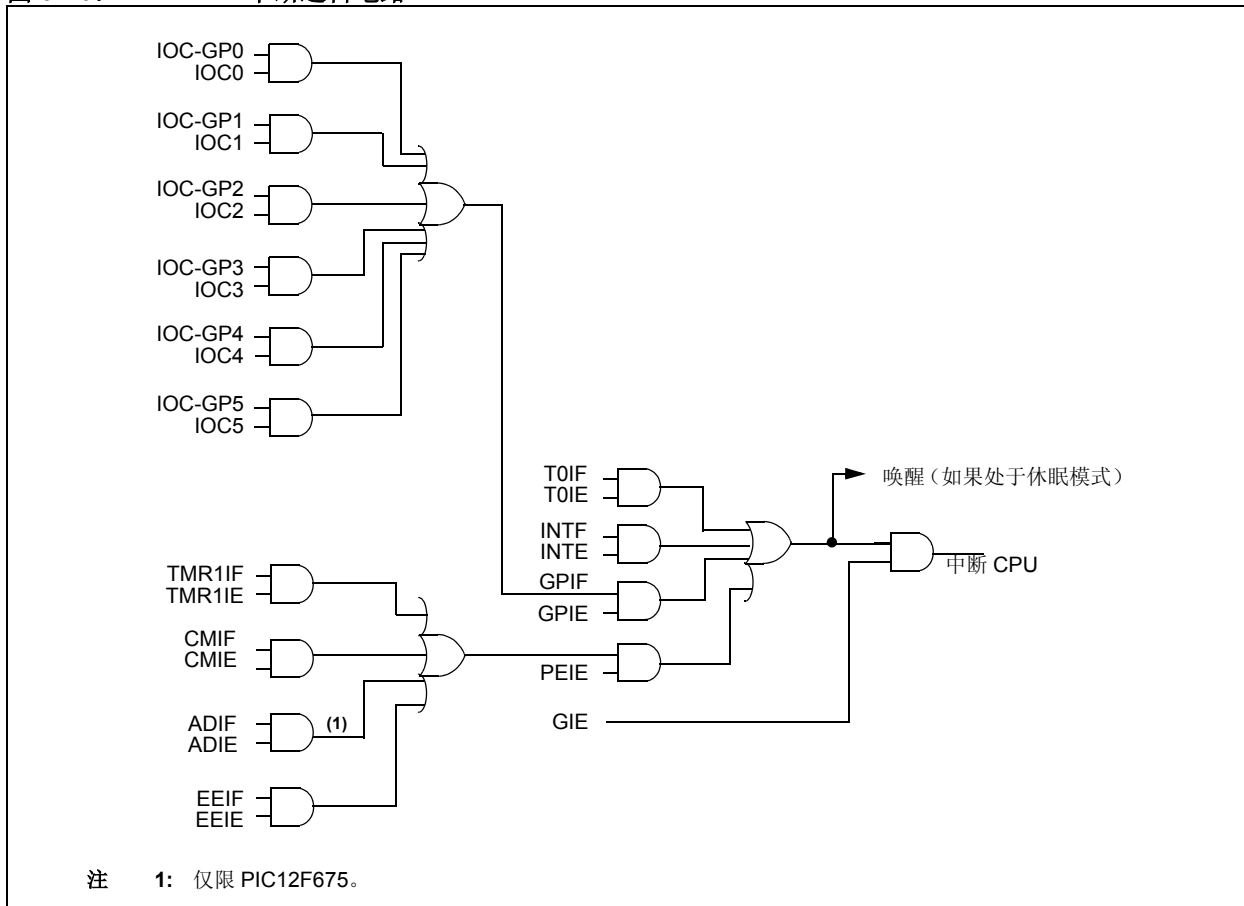 IOC-GP0
IOC0
IOC-GP1
IOC1
IOC-GP2
IOC2
IOC-GP3
IOC3
IOC-GP4
IOC4
IOC-GP5
IOC5
T0IF
T0IE
唤醒（如果处于休眠模式）
INTF
INTE
中断 CPU
GPIF
GPIE
TMR1IF
TMR1IE
CMIF
CMIE
PEIE
ADIF
ADIE
(1)
GIE
EEIF
EEIE
注 1: 仅限 PIC12F675。